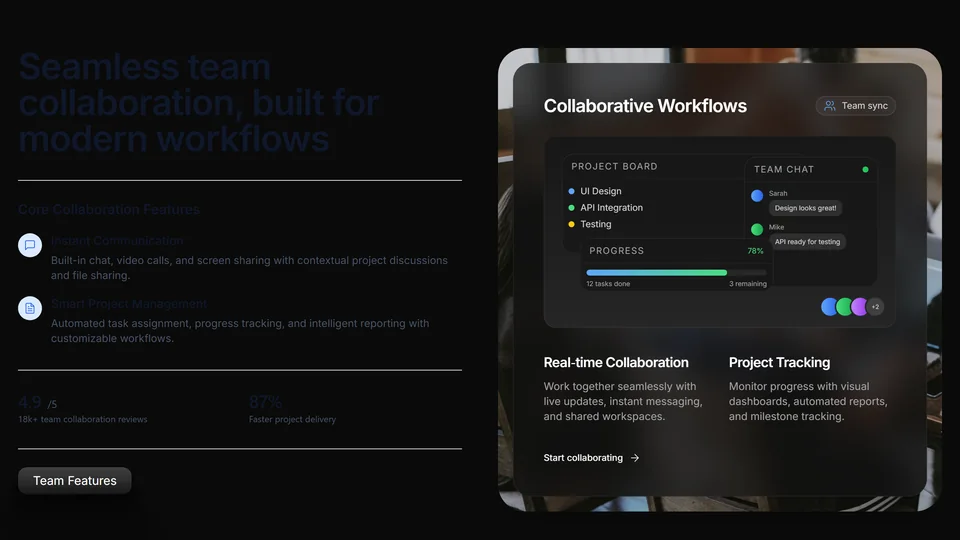 Seamless team
collaboration, built for
modern workflows
Core Collaboration Features
Instant Communication
Built-in chat, video calls, and screen sharing with contextual project discussions
and file sharing.
Smart Project Management
Automated task assignment, progress tracking, and intelligent reporting with
customizable workflows.
4.9 /5
18k+ team collaboration reviews
87%
Faster project delivery
Team Features
Collaborative Workflows
Team sync
PROJECT BOARD
UI Design
API Integration
Testing
TEAM CHAT
Sarah
Design looks great!
Mike
API ready for testing
PROGRESS
78%
12 tasks done
3 remaining
+2
Real-time Collaboration
Work together seamlessly with
live updates, instant messaging,
and shared workspaces.
Project Tracking
Monitor progress with visual
dashboards, automated reports,
and milestone tracking.
Start collaborating